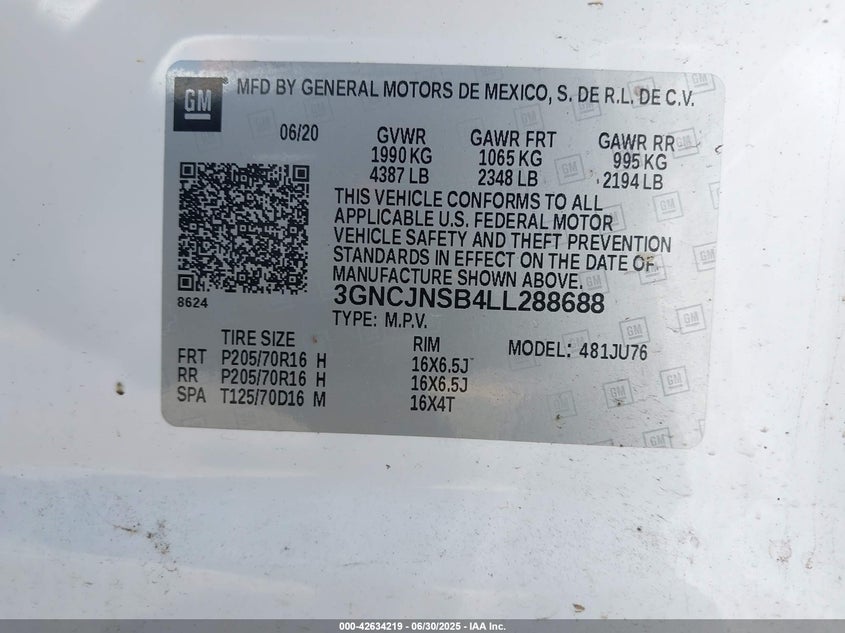 GM
MFD BY GENERAL MOTORS DE MEXICO, S. DE R.L. DE C.V.
06/20 GVWR GAWR FRT GAWR RR
1990 KG 1065 KG 995 KG
4387 LB 2348 LB 2194 LB
THIS VEHICLE CONFORMS TO ALL
APPLICABLE U.S. FEDERAL MOTOR
VEHICLE SAFETY AND THEFT PREVENTION
STANDARDS IN EFFECT ON THE DATE OF
MANUFACTURE SHOWN ABOVE.
8624 3GNCJNSB4LL288688
TYPE: M.P.V.
TIRE SIZE RIM MODEL: 481JU76
FRT P205/70R16 H 16X6.5J
RR P205/70R16 H 16X6.5J
SPA T125/70D16 M 16X4T
000-42634219 - 06/30/2025 - IAA Inc.